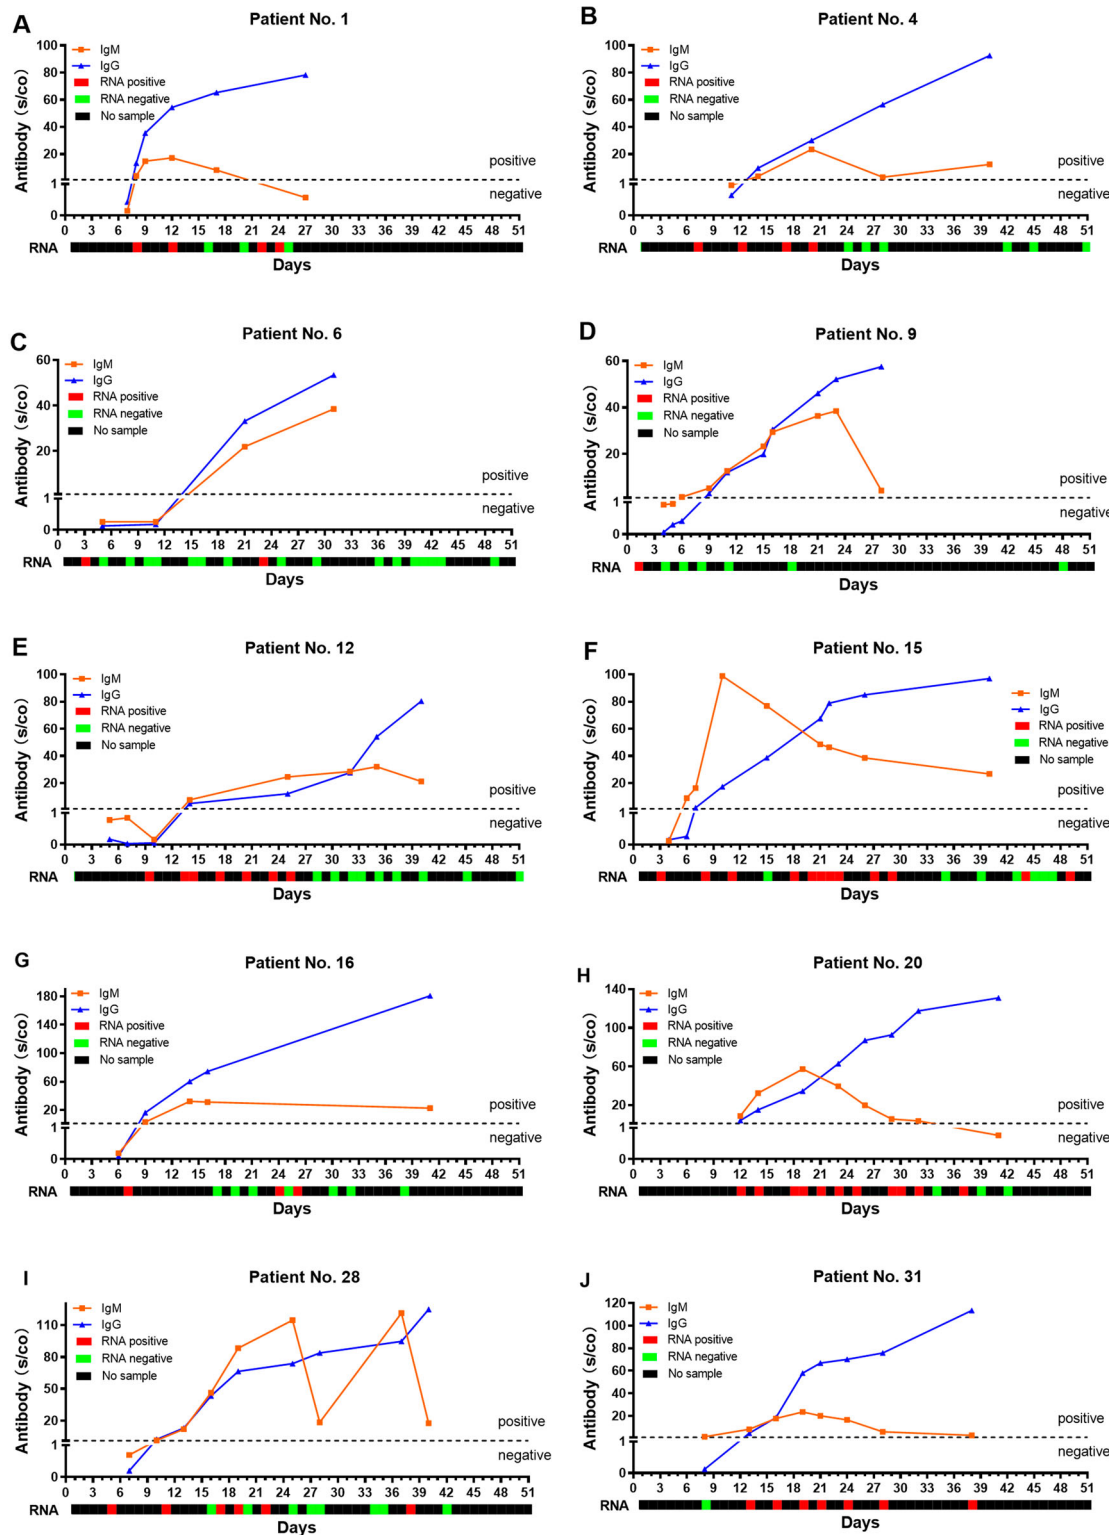 A Patient No. 1
IgM
IgG
RNA positive
RNA negative
No sample
Antibody (s/co)
100
80
60
40
20
1
0
positive
negative
0 3 6 9 12 15 18 21 24 27 30 33 36 39 42 45 48 51
RNA
Days
B Patient No. 4
IgM
IgG
RNA positive
RNA negative
No sample
Antibody (s/co)
100
80
60
40
20
1
0
positive
negative
0 3 6 9 12 15 18 21 24 27 30 33 36 39 42 45 48 51
RNA
Days
C Patient No. 6
IgM
IgG
RNA positive
RNA negative
No sample
Antibody (s/co)
60
40
20
1
0
positive
negative
0 3 6 9 12 15 18 21 24 27 30 33 36 39 42 45 48 51
RNA
Days
D Patient No. 9
IgM
IgG
RNA positive
RNA negative
No sample
Antibody (s/co)
60
40
20
1
0
positive
negative
0 3 6 9 12 15 18 21 24 27 30 33 36 39 42 45 48 51
RNA
Days
E Patient No. 12
IgM
IgG
RNA positive
RNA negative
No sample
Antibody (s/co)
100
80
60
40
20
1
0
positive
negative
0 3 6 9 12 15 18 21 24 27 30 33 36 39 42 45 48 51
RNA
Days
F Patient No. 15
IgM
IgG
RNA positive
RNA negative
No sample
Antibody (s/co)
100
80
60
40
20
1
0
positive
negative
0 3 6 9 12 15 18 21 24 27 30 33 36 39 42 45 48 51
RNA
Days
G Patient No. 16
IgM
IgG
RNA positive
RNA negative
No sample
Antibody (s/co)
180
140
100
60
20
1
0
positive
negative
0 3 6 9 12 15 18 21 24 27 30 33 36 39 42 45 48 51
RNA
Days
H Patient No. 20
IgM
IgG
RNA positive
RNA negative
No sample
Antibody (s/co)
140
100
60
20
1
0
positive
negative
0 3 6 9 12 15 18 21 24 27 30 33 36 39 42 45 48 51
RNA
Days
I Patient No. 28
IgM
IgG
RNA positive
RNA negative
No sample
Antibody (s/co)
110
80
50
20
1
0
positive
negative
0 3 6 9 12 15 18 21 24 27 30 33 36 39 42 45 48 51
RNA
Days
J Patient No. 31
IgM
IgG
RNA positive
RNA negative
No sample
Antibody (s/co)
120
100
80
60
40
20
1
0
positive
negative
0 3 6 9 12 15 18 21 24 27 30 33 36 39 42 45 48 51
RNA
Days